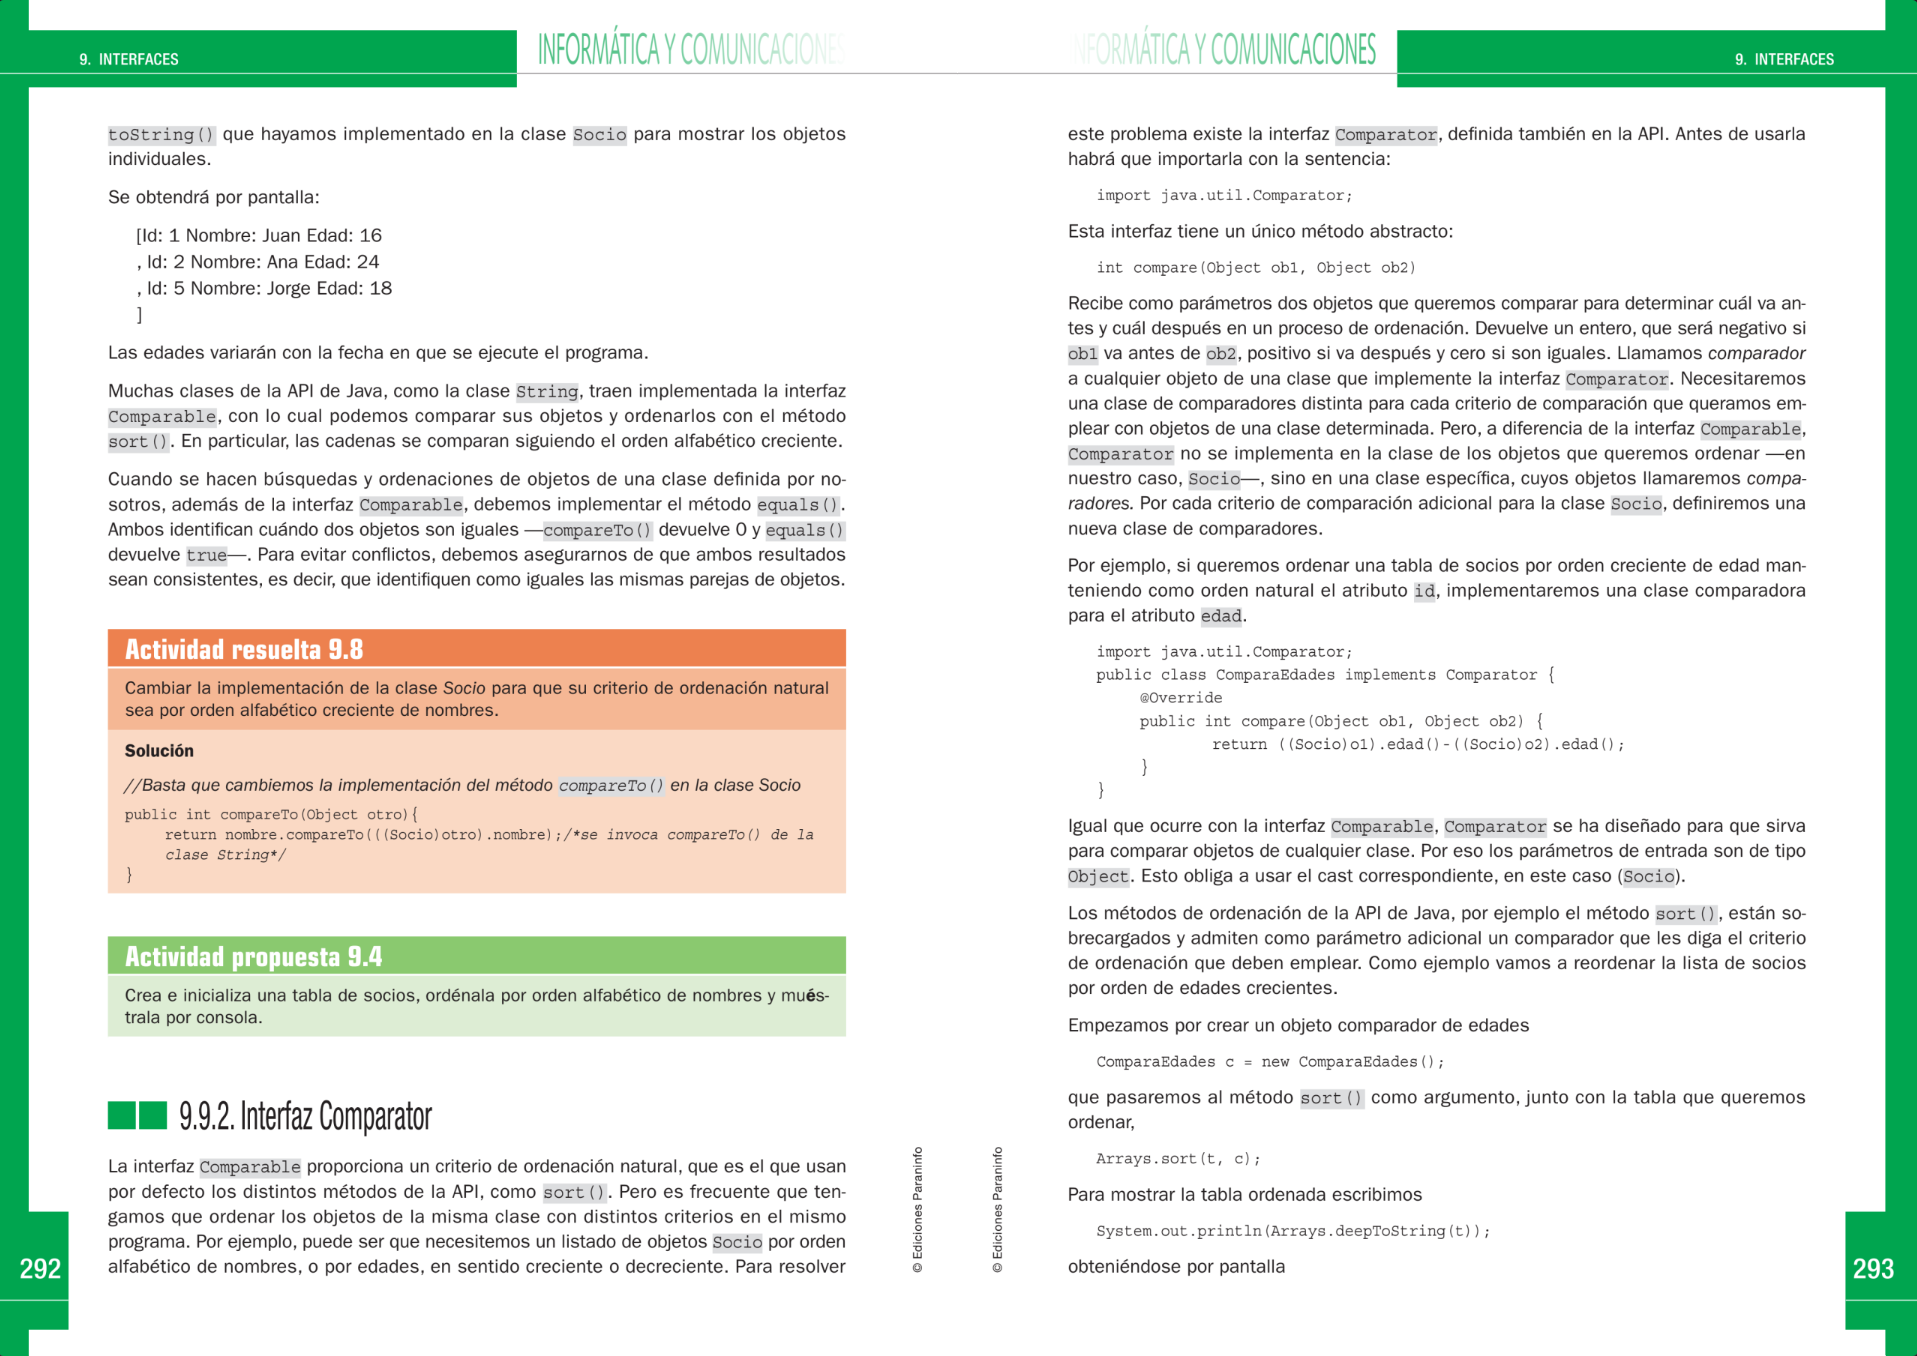 9. INTERFACES
INFORMÁTICA Y COMUNICACIONES
toString() que hayamos implementado en la clase Socio para mostrar los objetos
individuales.
Se obtendrá por pantalla:
[Id: 1 Nombre: Juan Edad: 16
, Id: 2 Nombre: Ana Edad: 24
, Id: 5 Nombre: Jorge Edad: 18
]
Las edades variarán con la fecha en que se ejecute el programa.
Muchas clases de la API de Java, como la clase String, traen implementada la interfaz
Comparable, con lo cual podemos comparar sus objetos y ordenarlos con el método
sort(). En particular, las cadenas se comparan siguiendo el orden alfabético creciente.
Cuando se hacen búsquedas y ordenaciones de objetos de una clase definida por no-
sotros, además de la interfaz Comparable, debemos implementar el método equals().
Ambos identifican cuándo dos objetos son iguales —compareTo() devuelve 0 y equals()
devuelve true—. Para evitar conflictos, debemos asegurarnos de que ambos resultados
sean consistentes, es decir, que identifiquen como iguales las mismas parejas de objetos.
Actividad resuelta 9.8
Cambiar la implementación de la clase Socio para que su criterio de ordenación natural
sea por orden alfabético creciente de nombres.
Solución
//Basta que cambiemos la implementación del método compareTo() en la clase Socio
public int compareTo(Object otro){
return nombre.compareTo(((Socio)otro).nombre);/*se invoca compareTo() de la
clase String*/
}
Actividad propuesta 9.4
Crea e inicializa una tabla de socios, ordénala por orden alfabético de nombres y mués-
trala por consola.
9.9.2. Interfaz Comparator
La interfaz Comparable proporciona un criterio de ordenación natural, que es el que usan
por defecto los distintos métodos de la API, como sort(). Pero es frecuente que ten-
gamos que ordenar los objetos de la misma clase con distintos criterios en el mismo
programa. Por ejemplo, puede ser que necesitemos un listado de objetos Socio por orden
alfabético de nombres, o por edades, en sentido creciente o decreciente. Para resolver
292
© Ediciones Paraninfo
INFORMÁTICA Y COMUNICACIONES
9. INTERFACES
este problema existe la interfaz Comparator, definida también en la API. Antes de usarla
habrá que importarla con la sentencia:
import java.util.Comparator;
Esta interfaz tiene un único método abstracto:
int compare(Object ob1, Object ob2)
Recibe como parámetros dos objetos que queremos comparar para determinar cuál va an-
tes y cuál después en un proceso de ordenación. Devuelve un entero, que será negativo si
ob1 va antes de ob2, positivo si va después y cero si son iguales. Llamamos comparador
a cualquier objeto de una clase que implemente la interfaz Comparator. Necesitaremos
una clase de comparadores distinta para cada criterio de comparación que queramos em-
plear con objetos de una clase determinada. Pero, a diferencia de la interfaz Comparable,
Comparator no se implementa en la clase de los objetos que queremos ordenar —en
nuestro caso, Socio—, sino en una clase específica, cuyos objetos llamaremos compa-
radores. Por cada criterio de comparación adicional para la clase Socio, definiremos una
nueva clase de comparadores.
Por ejemplo, si queremos ordenar una tabla de socios por orden creciente de edad man-
teniendo como orden natural el atributo id, implementaremos una clase comparadora
para el atributo edad.
import java.util.Comparator;
public class ComparaEdades implements Comparator {
@Override
public int compare(Object ob1, Object ob2) {
return ((Socio)o1).edad()-((Socio)o2).edad();
}
}
Igual que ocurre con la interfaz Comparable, Comparator se ha diseñado para que sirva
para comparar objetos de cualquier clase. Por eso los parámetros de entrada son de tipo
Object. Esto obliga a usar el cast correspondiente, en este caso (Socio).
Los métodos de ordenación de la API de Java, por ejemplo el método sort(), están so-
brecargados y admiten como parámetro adicional un comparador que les diga el criterio
de ordenación que deben emplear. Como ejemplo vamos a reordenar la lista de socios
por orden de edades crecientes.
Empezamos por crear un objeto comparador de edades
ComparaEdades c = new ComparaEdades();
que pasaremos al método sort() como argumento, junto con la tabla que queremos
ordenar,
Arrays.sort(t, c);
Para mostrar la tabla ordenada escribimos
System.out.println(Arrays.deepToString(t));
obteniéndose por pantalla
© Ediciones Paraninfo
293